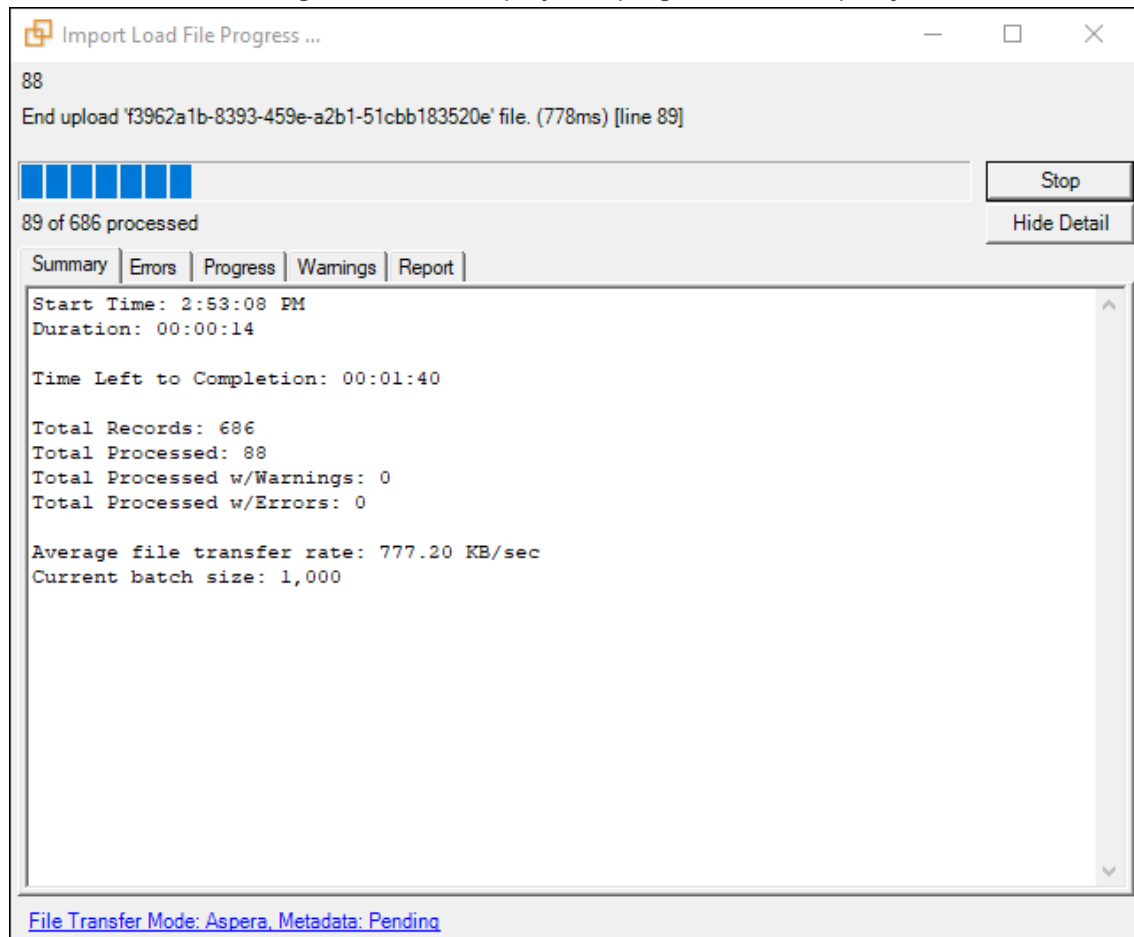 Import Load File Progress ...
88
End upload 'f3962a1b-8393-459e-a2b1-51cbb183520e' file. (778ms) [line 89]
Stop
89 of 686 processed
Hide Detail
Summary Errors Progress Warnings Report
Start Time: 2:53:08 PM
Duration: 00:00:14
Time Left to Completion: 00:01:40
Total Records: 686
Total Processed: 88
Total Processed w/Warnings: 0
Total Processed w/Errors: 0
Average file transfer rate: 777.20 KB/sec
Current batch size: 1,000
File Transfer Mode: Aspera, Metadata: Pending